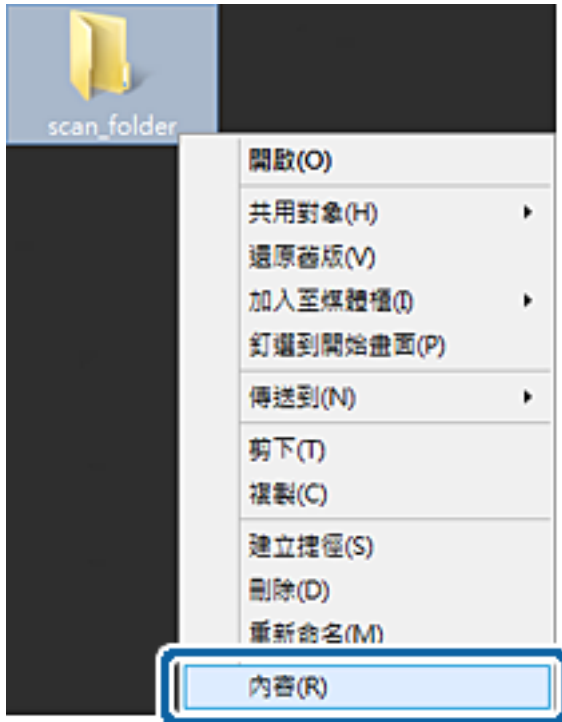 scan_folder
開啟(O)
共用對象(H)
還原舊版(V)
加入至媒體櫃(I)
釘選到開始畫面(P)
傳送到(N)
剪下(T)
複製(C)
建立捷徑(S)
刪除(D)
重新命名(M)
內容(R)